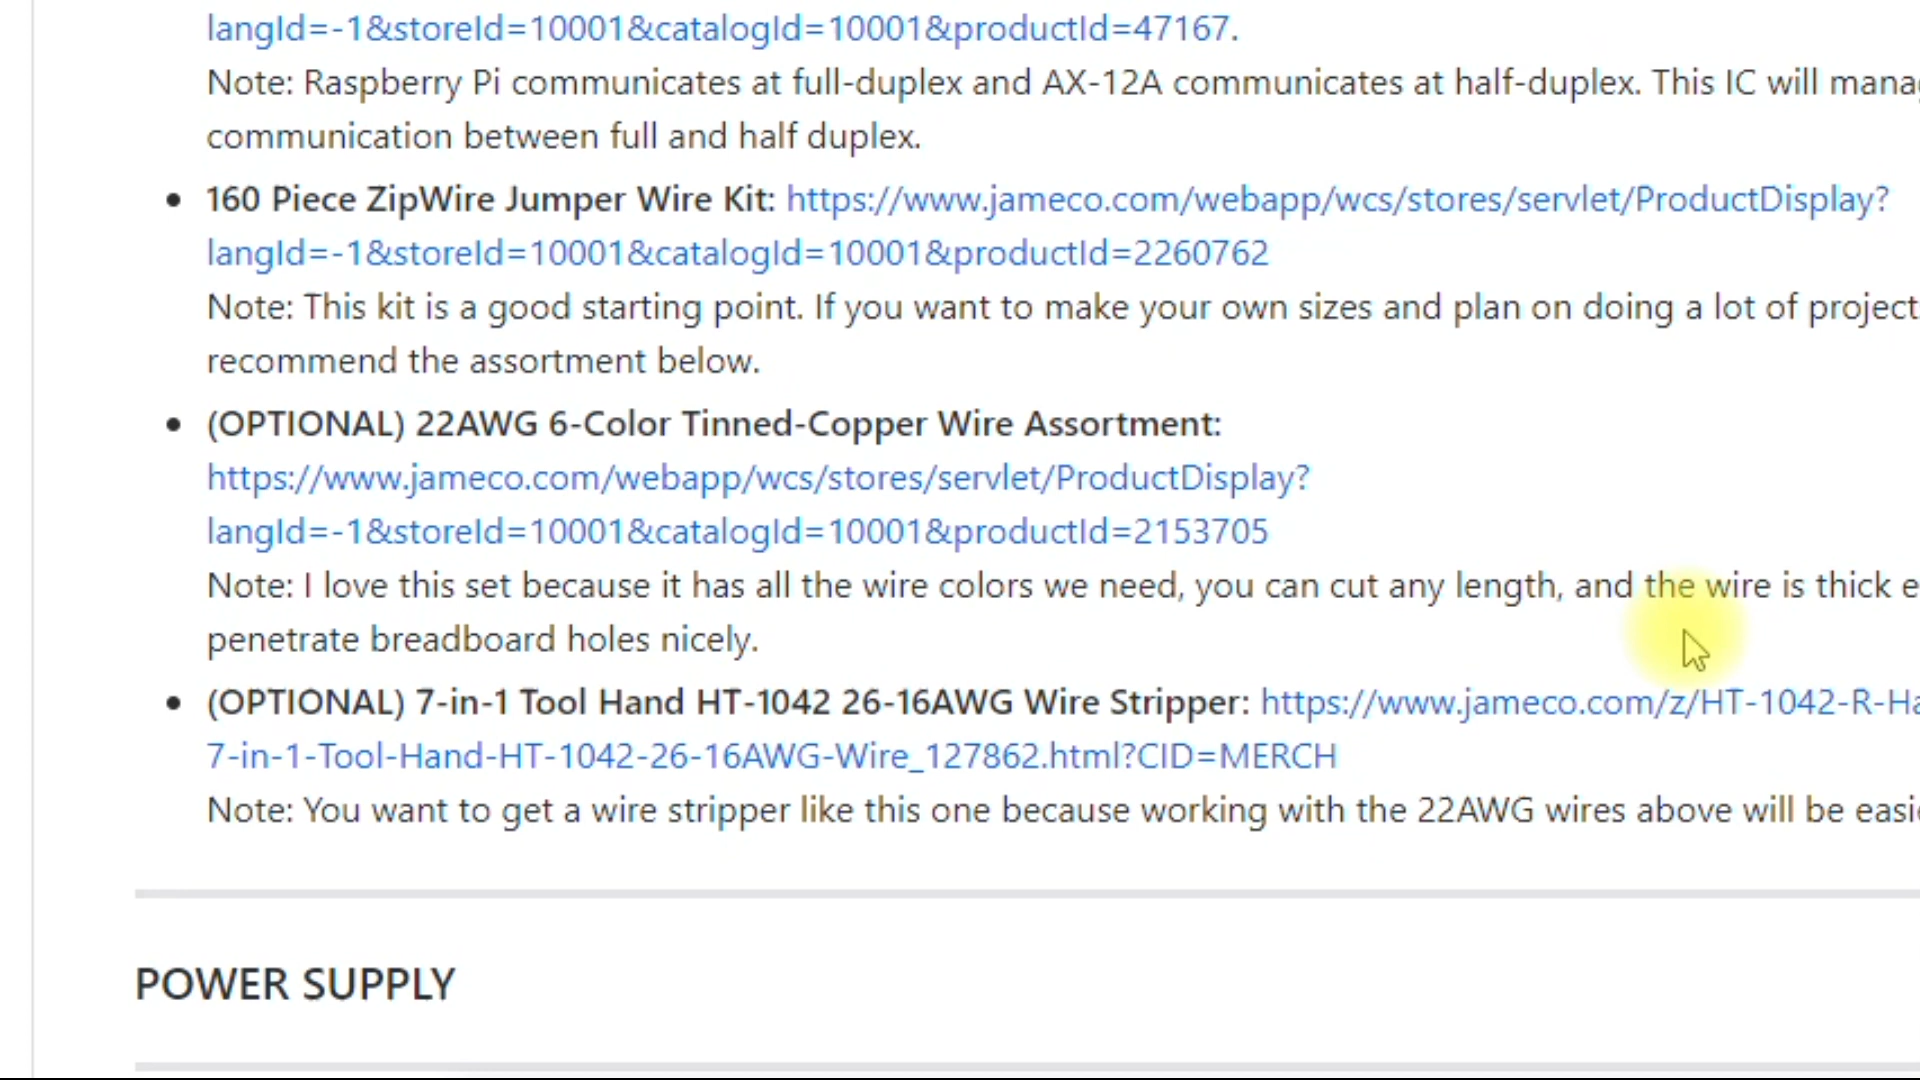 langId=-1&storeId=10001&catalogId=10001&productId=47167.
Note: Raspberry Pi communicates at full-duplex and AX-12A communicates at half-duplex. This IC will
communication between full and half duplex.
160 Piece ZipWire Jumper Wire Kit: https://www.jameco.com/webapp/wcs/stores/servlet/ProductDisplay?
langId=-1&storeId=10001&catalogId=10001&productId=2260762
Note: This kit is a good starting point. If you want to make your own sizes and plan on doing a lot of project
recommend the assortment below.
(OPTIONAL) 22AWG 6-Color Tinned-Copper Wire Assortment:
https://www.jameco.com/webapp/wcs/stores/servlet/ProductDisplay?
langId=-1&storeId=10001&catalogId=10001&productId=2153705
Note: I love this set because it has all the wire colors we need, you can cut any length, and the wire is thick
penetrate breadboard holes nicely.
(OPTIONAL) 7-in-1 Tool Hand HT-1042 26-16AWG Wire Stripper: https://www.jameco.com/z/HT-1042-R-Ha
7-in-1-Tool-Hand-HT-1042-26-16AWG-Wire_127862.html?CID=MERCH
Note: You want to get a wire stripper like this one because working with the 22AWG wires above will be
POWER SUPPLY